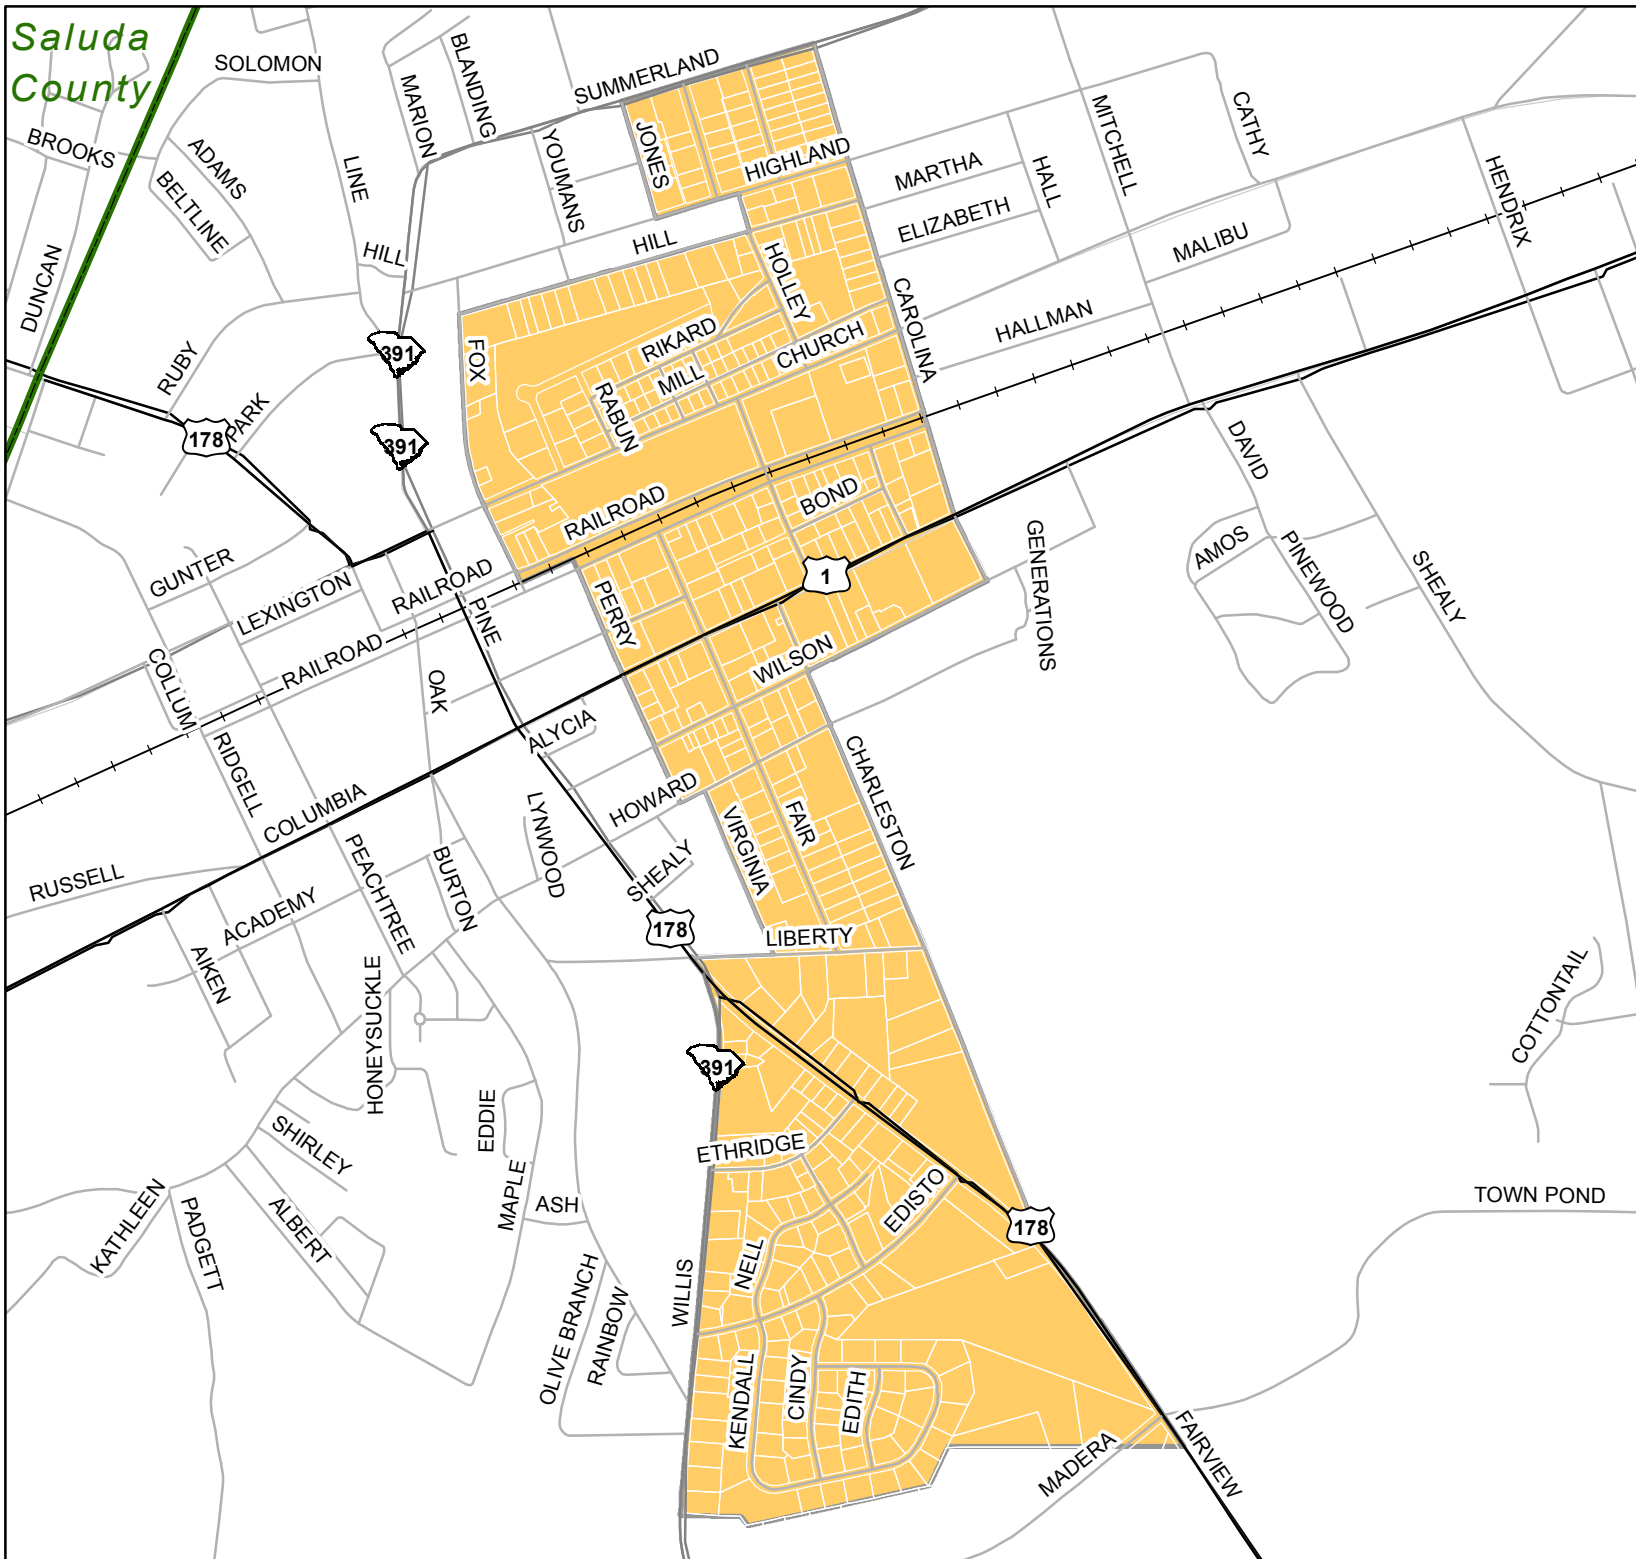 Saluda
County
SOLOMON
BLANDING
MARION
SUMMERLAND
BROOKS
ADAMS
BELTLINE
LINE
YOUMANS
JONES
HIGHLAND
MARTHA
HALL
MITCHELL
CATHY
HENDRIX
ELIZABETH
MALIBU
DUNCAN
HILL
HILL
HOLLEY
CAROLINA
HALLMAN
RUBY
391
FOX
RIKARD
CHURCH
MILL
RABUN
PARK
178
391
DAVID
RAILROAD
BOND
GENERATIONS
AMOS
PINEWOOD
SHEALY
GUNTER
LEXINGTON
RAILROAD
PINE
PERRY
1
RAILROAD
COLLUM
OAK
WILSON
RIDGELL
ALYCIA
CHARLESTON
COLUMBIA
HOWARD
LYNWOOD
VIRGINIA
FAIR
RUSSELL
PEACHTREE
BURTON
SHEALY
ACADEMY
178
LIBERTY
AIKEN
HONEYSUCKLE
COTTONTAIL
391
EDDIE
SHIRLEY
ETHRIDGE
MAPLE
ASH
EDISTO
TOWN POND
KATHLEEN
PADGETT
ALBERT
178
NELL
WILLIS
OLIVE BRANCH
RAINBOW
KENDALL
CINDY
EDITH
MADERA
FAIRVIEW